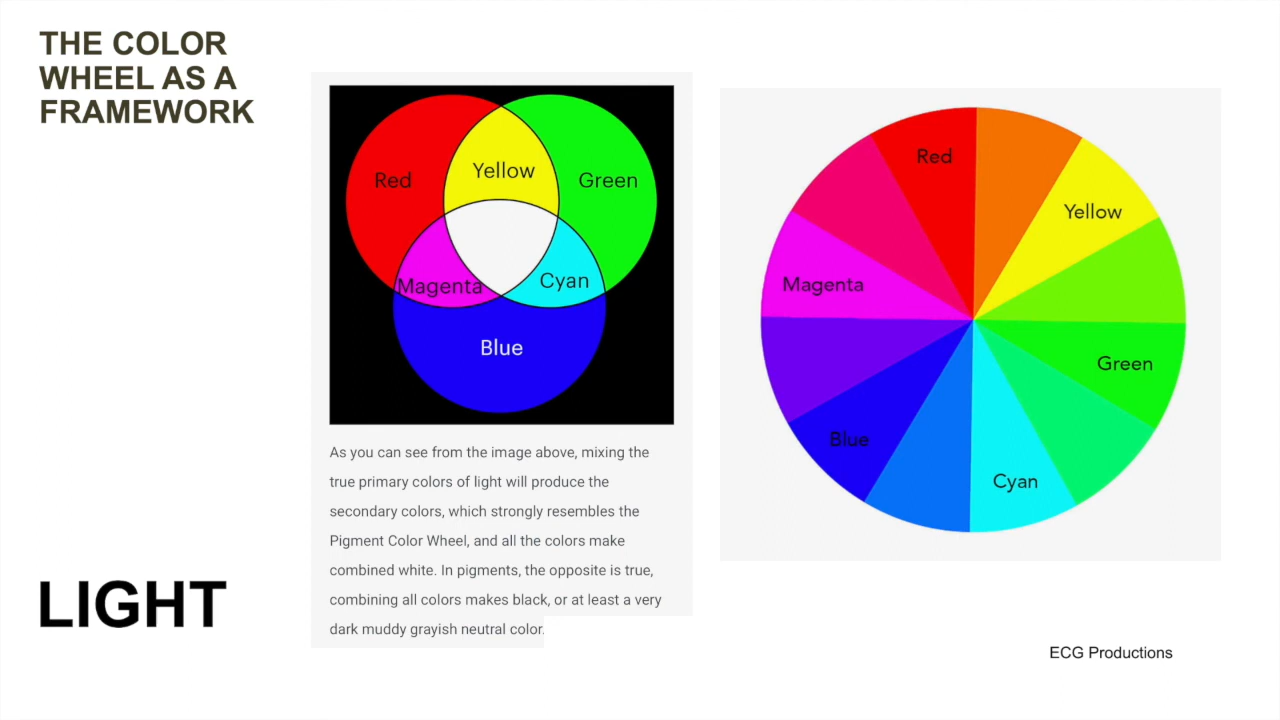 THE COLOR
WHEEL AS A
FRAMEWORK
Red
Yellow
Green
Magenta
Cyan
Blue
As you can see from the image above, mixing the
true primary colors of light will produce the
secondary colors, which strongly resembles the
Pigment Color Wheel, and all the colors make
combined white. In pigments, the opposite is true,
combining all colors makes black, or at least a very
dark muddy grayish neutral color.
Red
Yellow
Magenta
Green
Blue
Cyan
LIGHT
ECG Productions